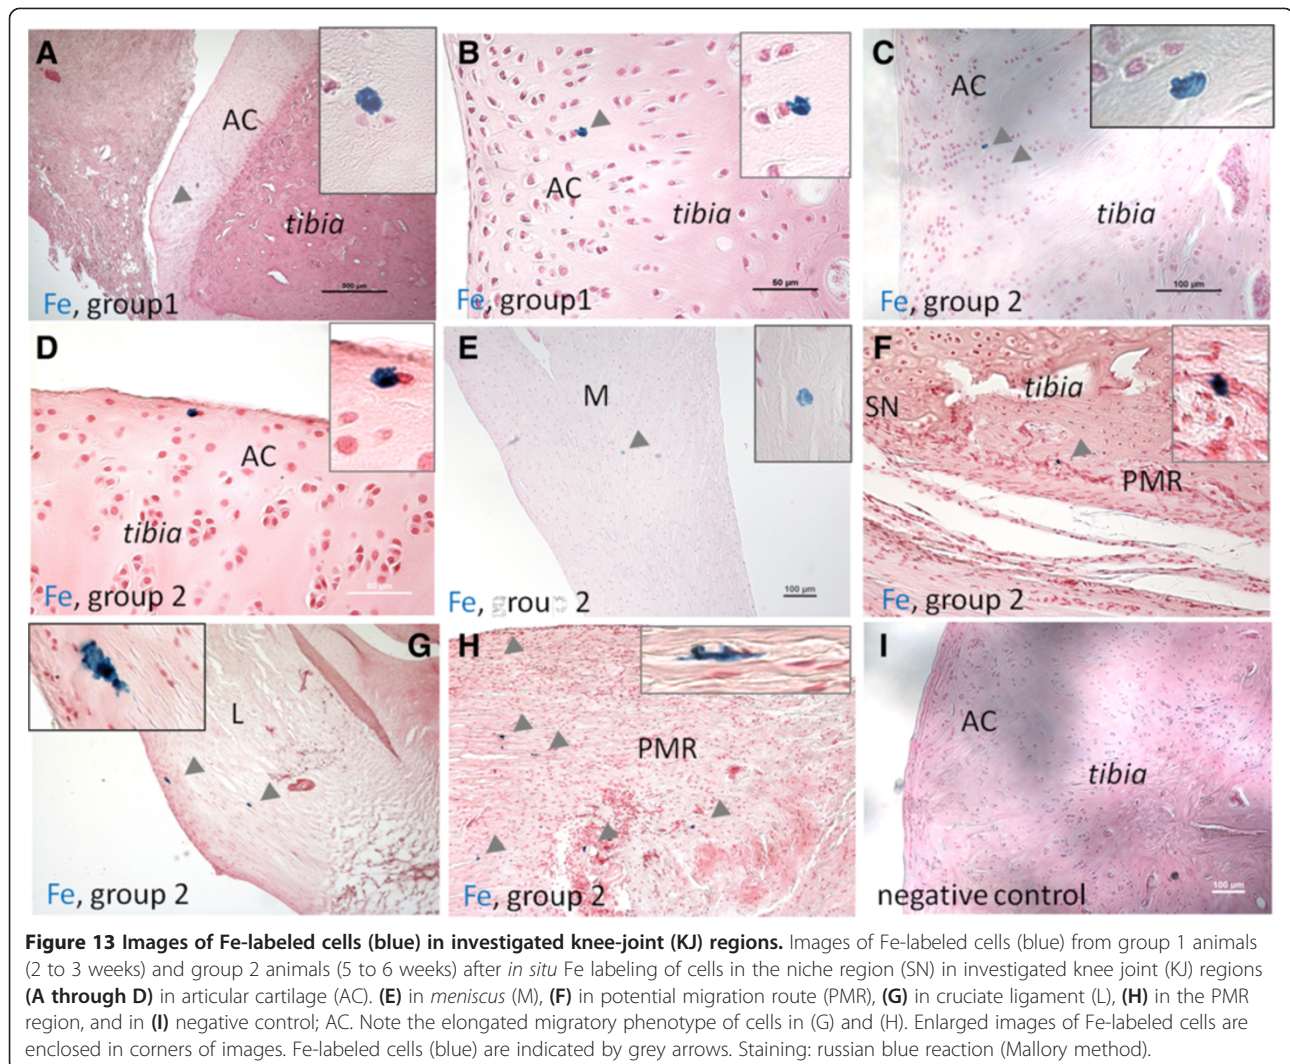 A
AC
tibia
500 µm
Fe, group1
B
AC
tibia
50 µm
Fe, group1
C
AC
tibia
100 µm
Fe, group 2
D
AC
tibia
50 µm
Fe, group 2
E
M
100 µm
Fe, group 2
F
tibia
SN
PMR
Fe, group 2
G
L
Fe, group 2
H
PMR
Fe, group 2
I
AC
tibia
100 µm
negative control
Figure 13 Images of Fe-labeled cells (blue) in investigated knee-joint (KJ) regions. Images of Fe-labeled cells (blue) from group 1 animals
(2 to 3 weeks) and group 2 animals (5 to 6 weeks) after in situ Fe labeling of cells in the niche region (SN) in investigated knee joint (KJ) regions
(A through D) in articular cartilage (AC). (E) in meniscus (M), (F) in potential migration route (PMR), (G) in cruciate ligament (L), (H) in the PMR
region, and in (I) negative control; AC. Note the elongated migratory phenotype of cells in (G) and (H). Enlarged images of Fe-labeled cells are
enclosed in corners of images. Fe-labeled cells (blue) are indicated by grey arrows. Staining: russian blue reaction (Mallory method).